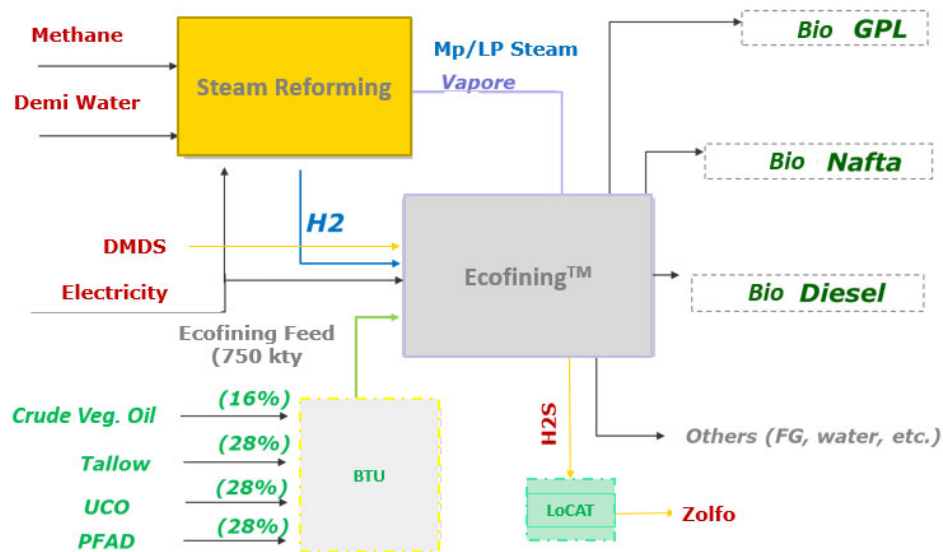 Methane
Demi Water
Steam Reforming
Mp/LP Steam
Vapore
Bio GPL
Bio Nafta
Bio Diesel
H2
DMDS
Electricity
Ecofining™
Ecofining Feed
(750 kty
Crude Veg. Oil
(16%)
Tallow
(28%)
UCO
(28%)
PFAD
(28%)
BTU
H2S
Others (FG, water, etc.)
LoCAT
Zolfo